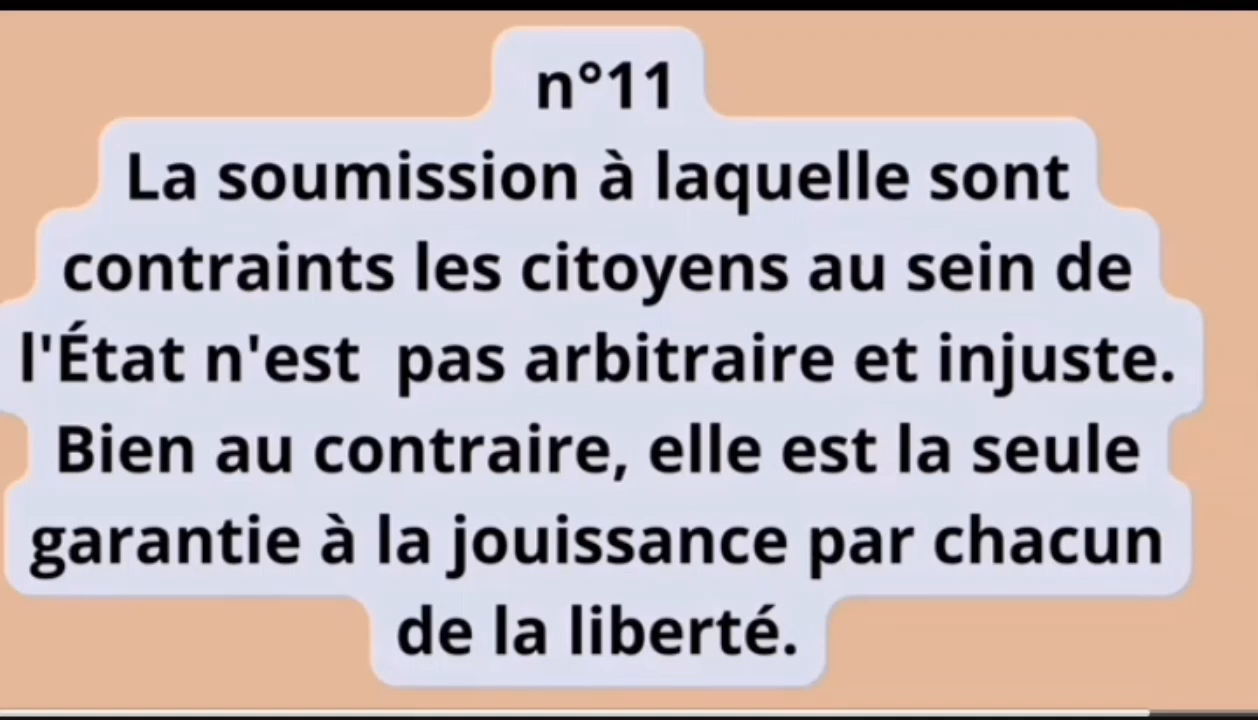 n°11
La soumission à laquelle sont
contraints les citoyens au sein de
l'État n'est  pas arbitraire et injuste.
Bien au contraire, elle est la seule
garantie à la jouissance par chacun
de la liberté.